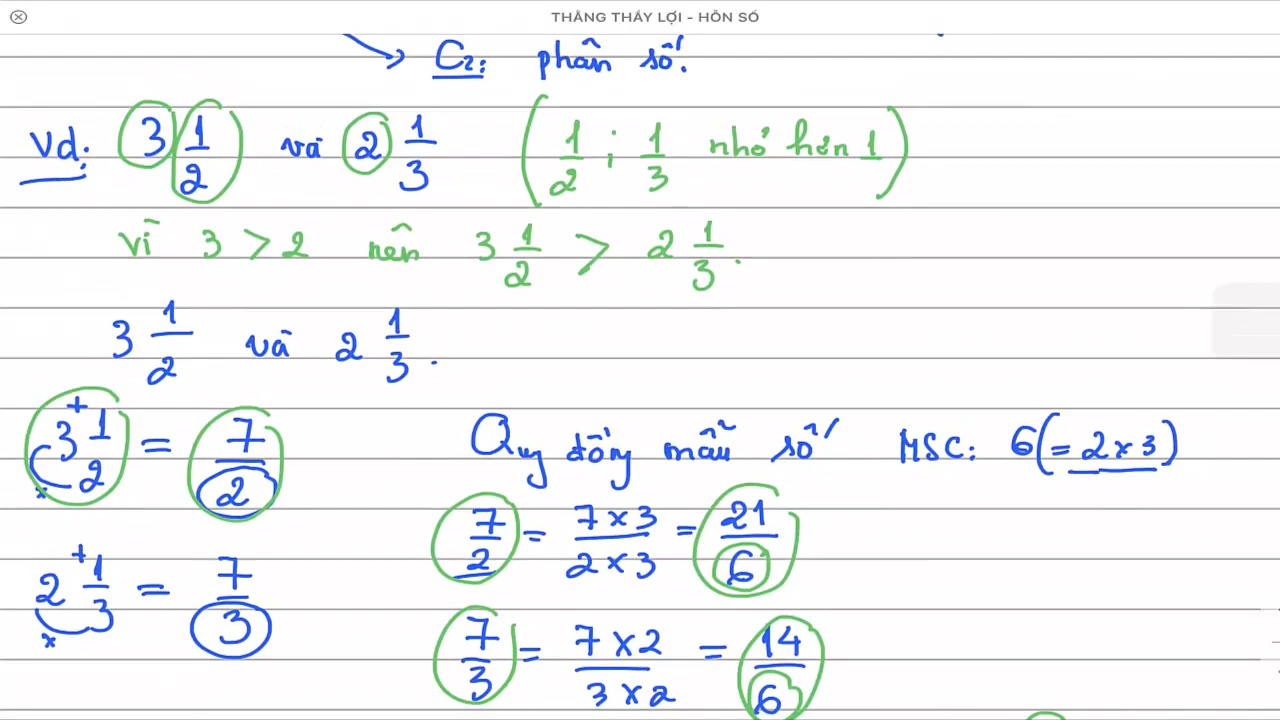 THẮNG THẦY LỢI - HỖN SỐ
→ C2: phân số.
Vd: 3 1/2 và 2 1/3 (1/2 ; 1/3 nhỏ hơn 1)
vì 3 > 2 nên 3 1/2 > 2 1/3.
3 1/2 và 2 1/3.
3 + 1/2 × = 7/2
Quy đồng mẫu số MSC: 6 (= 2 × 3)
7/2 = 7 × 3 / 2 × 3 = 21/6
2 + 1/3 × = 7/3
7/3 = 7 × 2 / 3 × 2 = 14/6